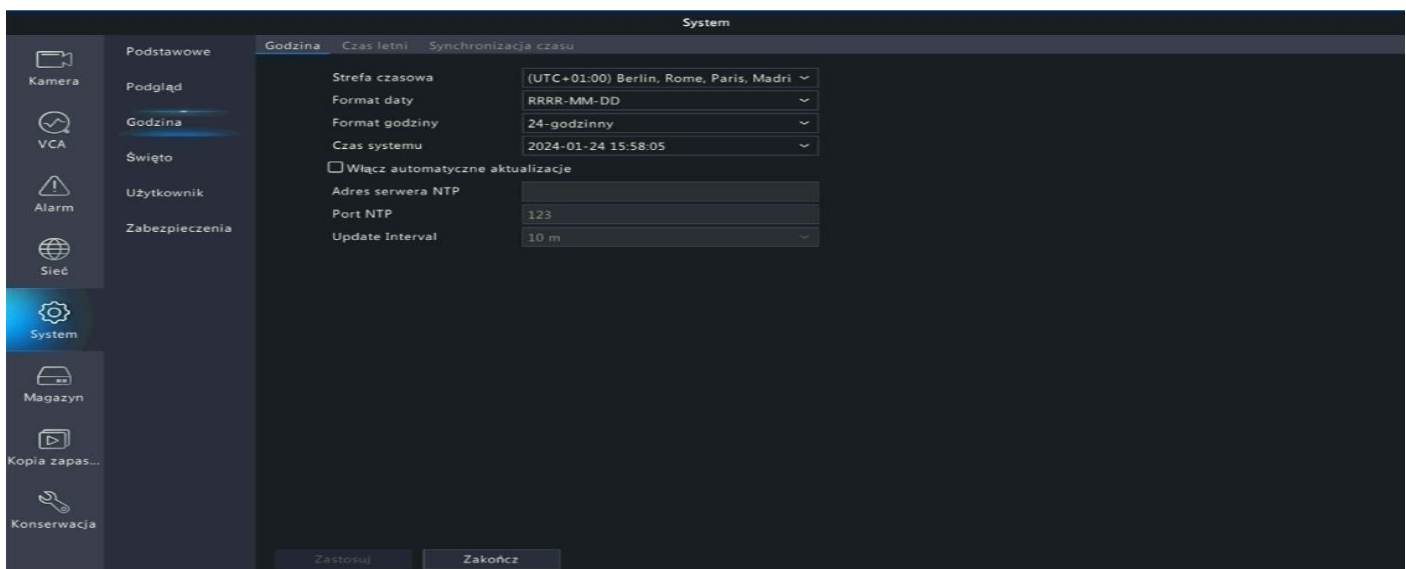 System
Kamera
VCA
Alarm
Sieć
System
Magazyn
Kopia zapas...
Konserwacja
Podstawowe
Podgląd
Godzina
Święto
Użytkownik
Zabezpieczenia
Godzina Czas letni Synchronizacja czasu
Strefa czasowa (UTC+01:00) Berlin, Rome, Paris, Madri
Format daty RRRR-MM-DD
Format godziny 24-godzinny
Czas systemu 2024-01-24 15:58:05
Włącz automatyczne aktualizacje
Adres serwera NTP
Port NTP 123
Update Interval 10 m
Zastosuj Zakończ